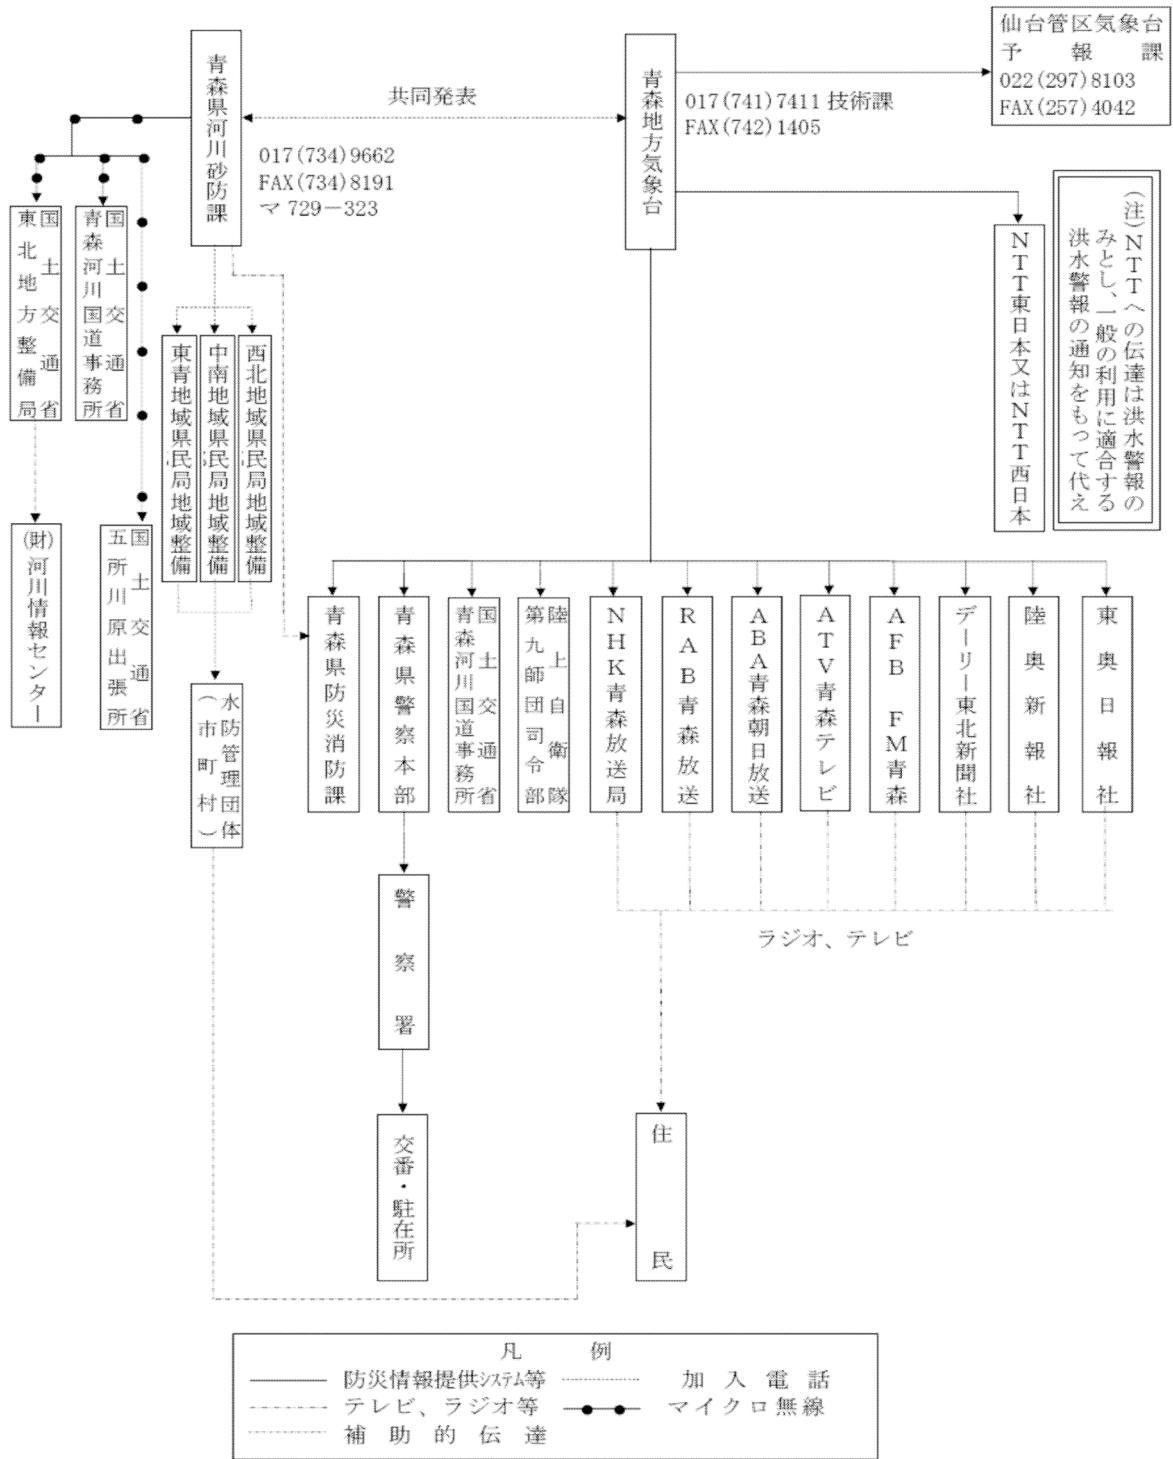 仙台管区気象台
予報課
022(297)8103
FAX(257)4042
青森県河川砂防課
共同発表
青森地方気象台
017(741)7411 技術課
FAX(742)1405
017(734)9662
FAX(734)8191
マ 729-323
(注)NTTへの伝達は洪水警報の
みとし、一般の利用に適合する
洪水警報の通知をもって代え
NTT東日本又はNTT西日本
国土交通省
東北地方整備局
国土交通省
青森河川国道事務所
東青地域県民局地域整備
中南地域県民局地域整備
西北地域県民局地域整備
(財)河川情報センター
国土交通省
五所川原出張所
水防管理団体
(市町村)
青森県防災消防課
青森県警察本部
国土交通省
青森河川国道事務所
陸上自衛隊
第九師団司令部
NHK青森放送局
RAB青森放送
ABA青森朝日放送
ATV青森テレビ
AFB FM青森
デーリー東北新聞社
陸奥新報社
東奥日報社
警察署
ラジオ、テレビ
交番・駐在所
住民
凡例
防災情報提供システム等 加入電話
テレビ、ラジオ等 マイクロ無線
補助的伝達